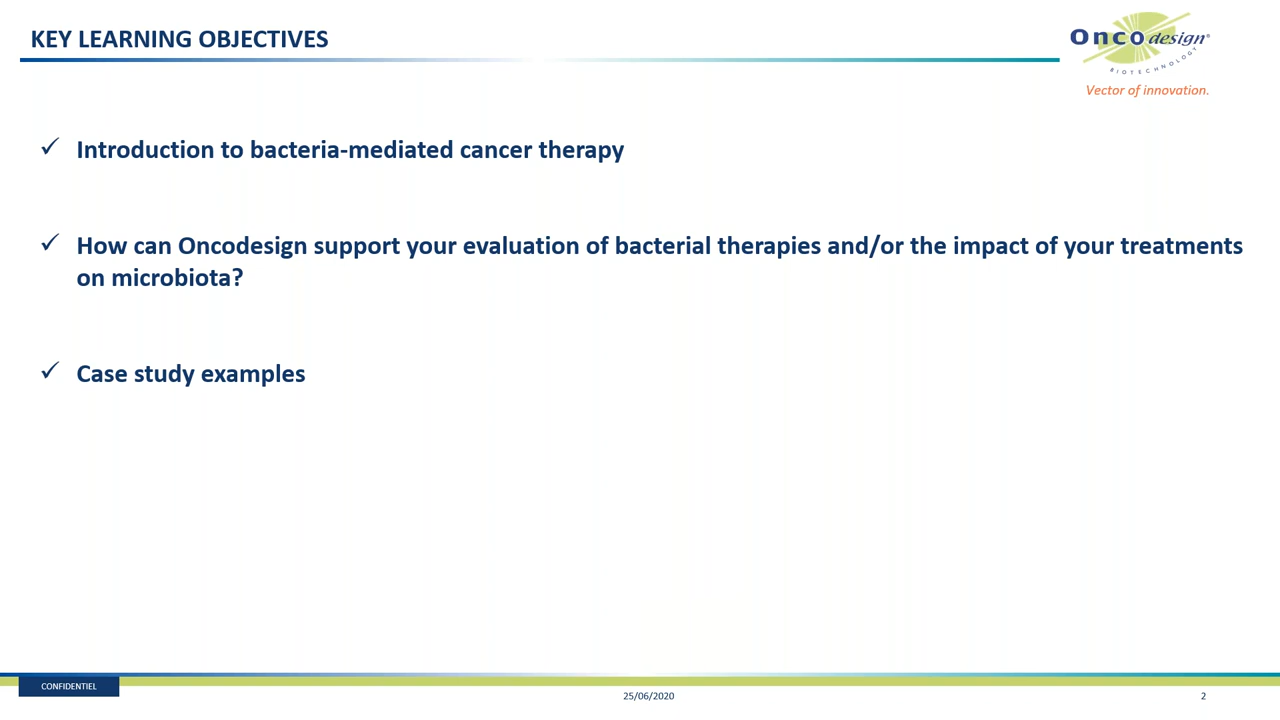 KEY LEARNING OBJECTIVES
Oncodesign®
BIOTECHNOLOGY
Vector of innovation.
✓ Introduction to bacteria-mediated cancer therapy
✓ How can Oncodesign support your evaluation of bacterial therapies and/or the impact of your treatments
on microbiota?
✓ Case study examples
CONFIDENTIEL
25/06/2020
2